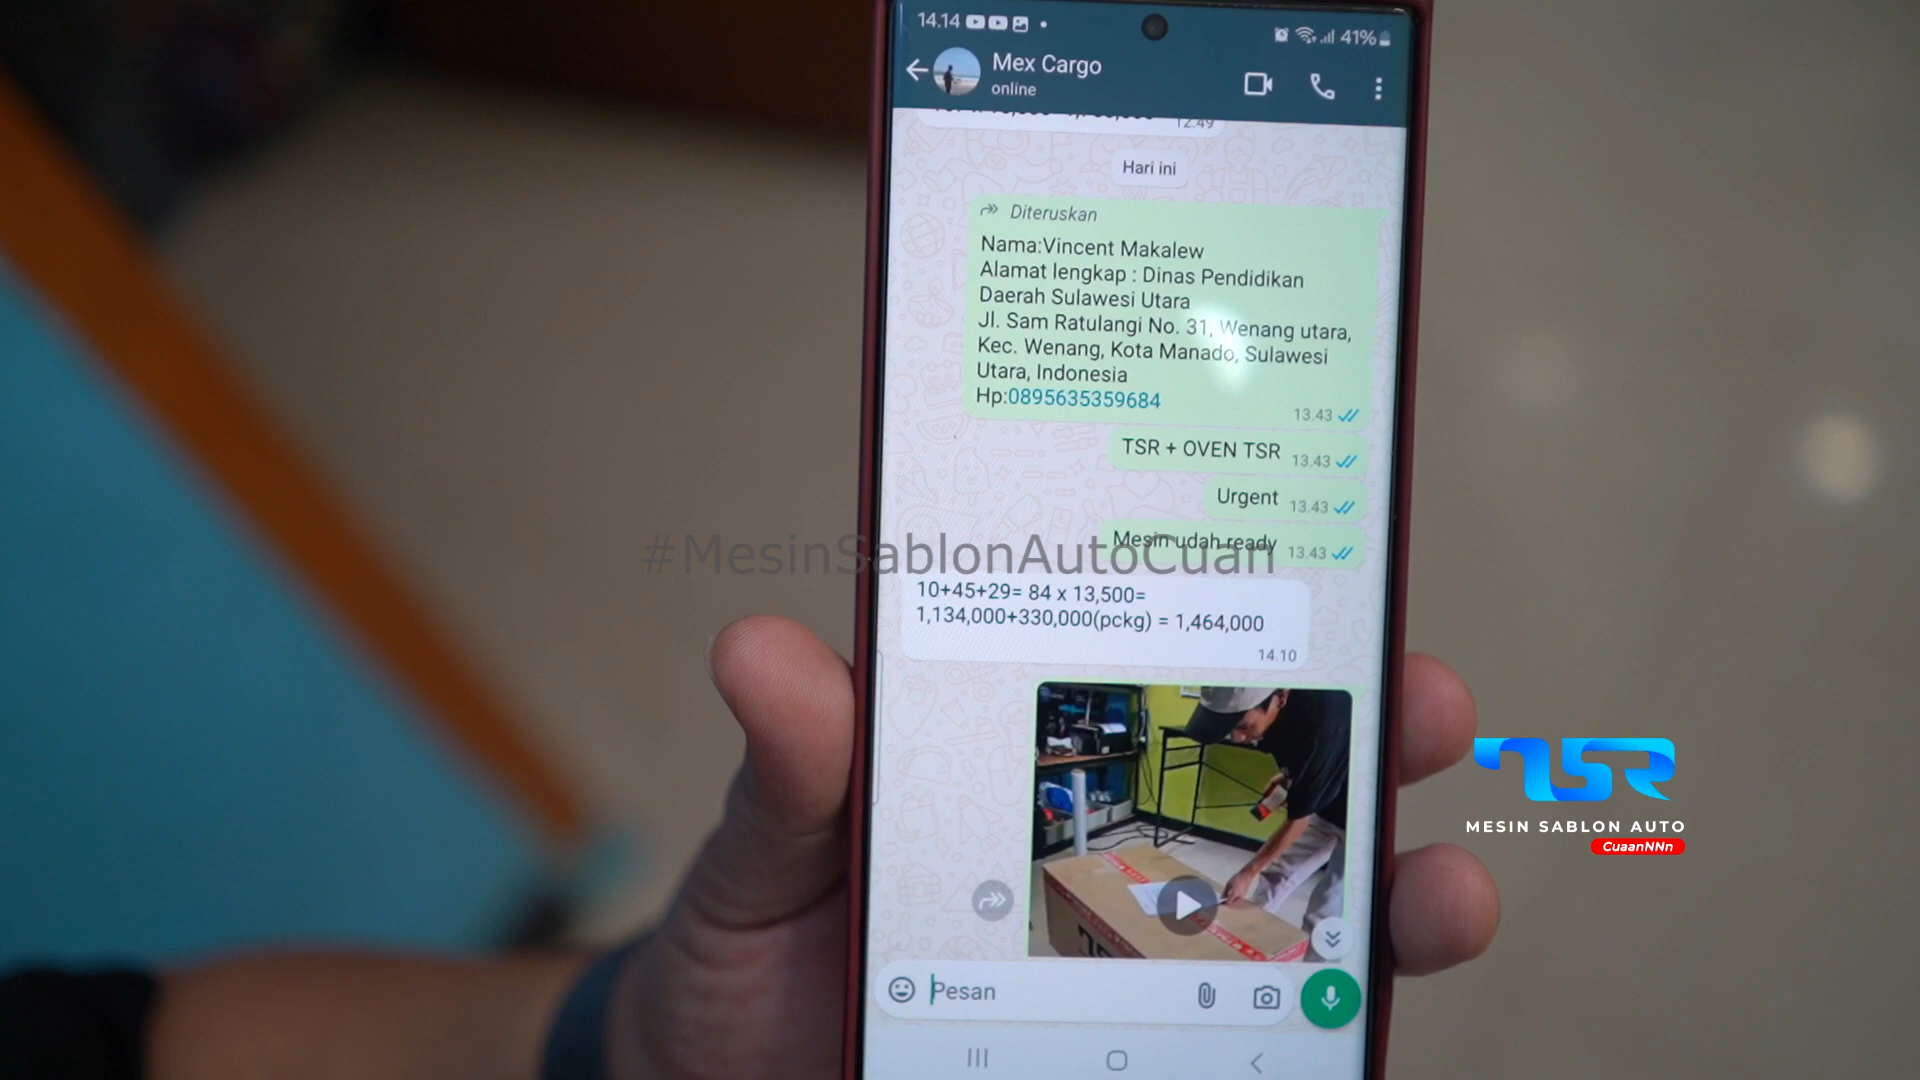 14.14
41%
Mex Cargo
online
12.49
Hari ini
Diteruskan
Nama:Vincent Makalew
Alamat lengkap : Dinas Pendidikan
Daerah Sulawesi Utara
Jl. Sam Ratulangi No. 31, Wenang utara,
Kec. Wenang, Kota Manado, Sulawesi
Utara, Indonesia
Hp:0895635359684
13.43
TSR + OVEN TSR 13.43
Urgent 13.43
Mesin udah ready 13.43
#MesinSablonAutoCuan
10+45+29= 84 x 13,500=
1,134,000+330,000(pckg) = 1,464,000
14.10
Pesan
TSR
MESIN SABLON AUTO
CuaanNNn